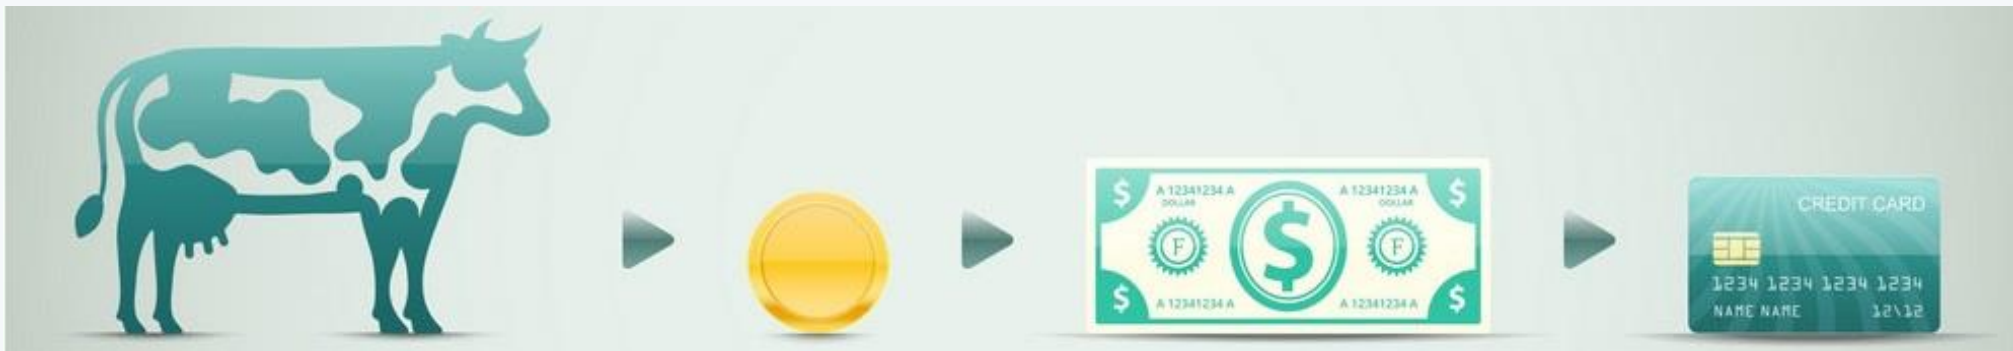 $ A 12341234 A A 12341234 A $
DOLLAR DOLLAR
F $ F
$ A 12341234 A A 12341234 A $
CREDIT CARD
1234 1234 1234 1234
NAME NAME 12\12